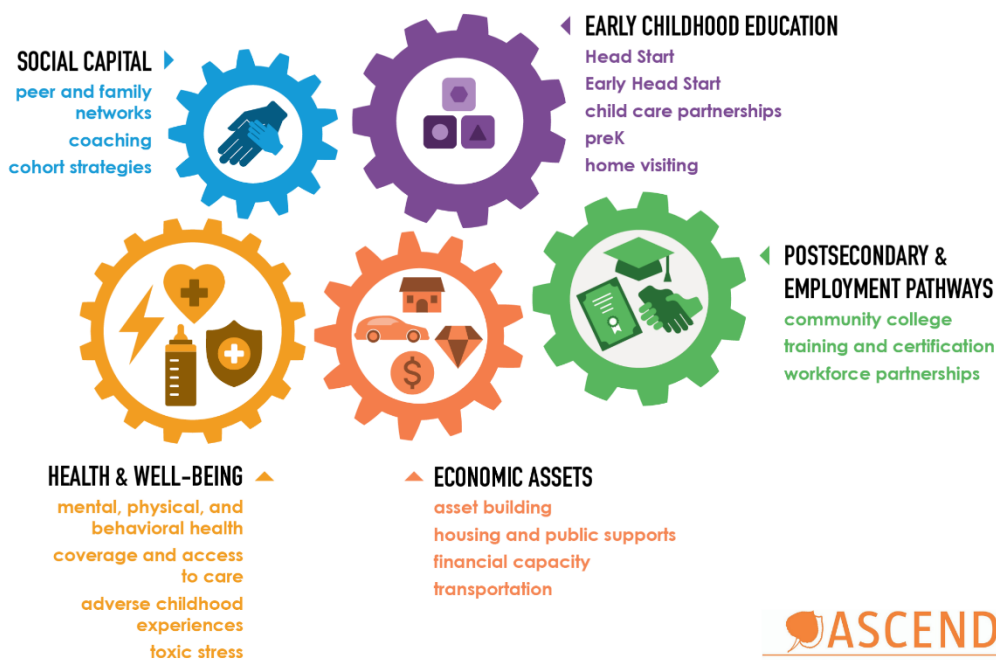 SOCIAL CAPITAL
peer and family
networks
coaching
cohort strategies
EARLY CHILDHOOD EDUCATION
Head Start
Early Head Start
child care partnerships
preK
home visiting
POSTSECONDARY &
EMPLOYMENT PATHWAYS
community college
training and certification
workforce partnerships
HEALTH & WELL-BEING
mental, physical, and
behavioral health
coverage and access
to care
adverse childhood
experiences
toxic stress
ECONOMIC ASSETS
asset building
housing and public supports
financial capacity
transportation
$
ASCEND